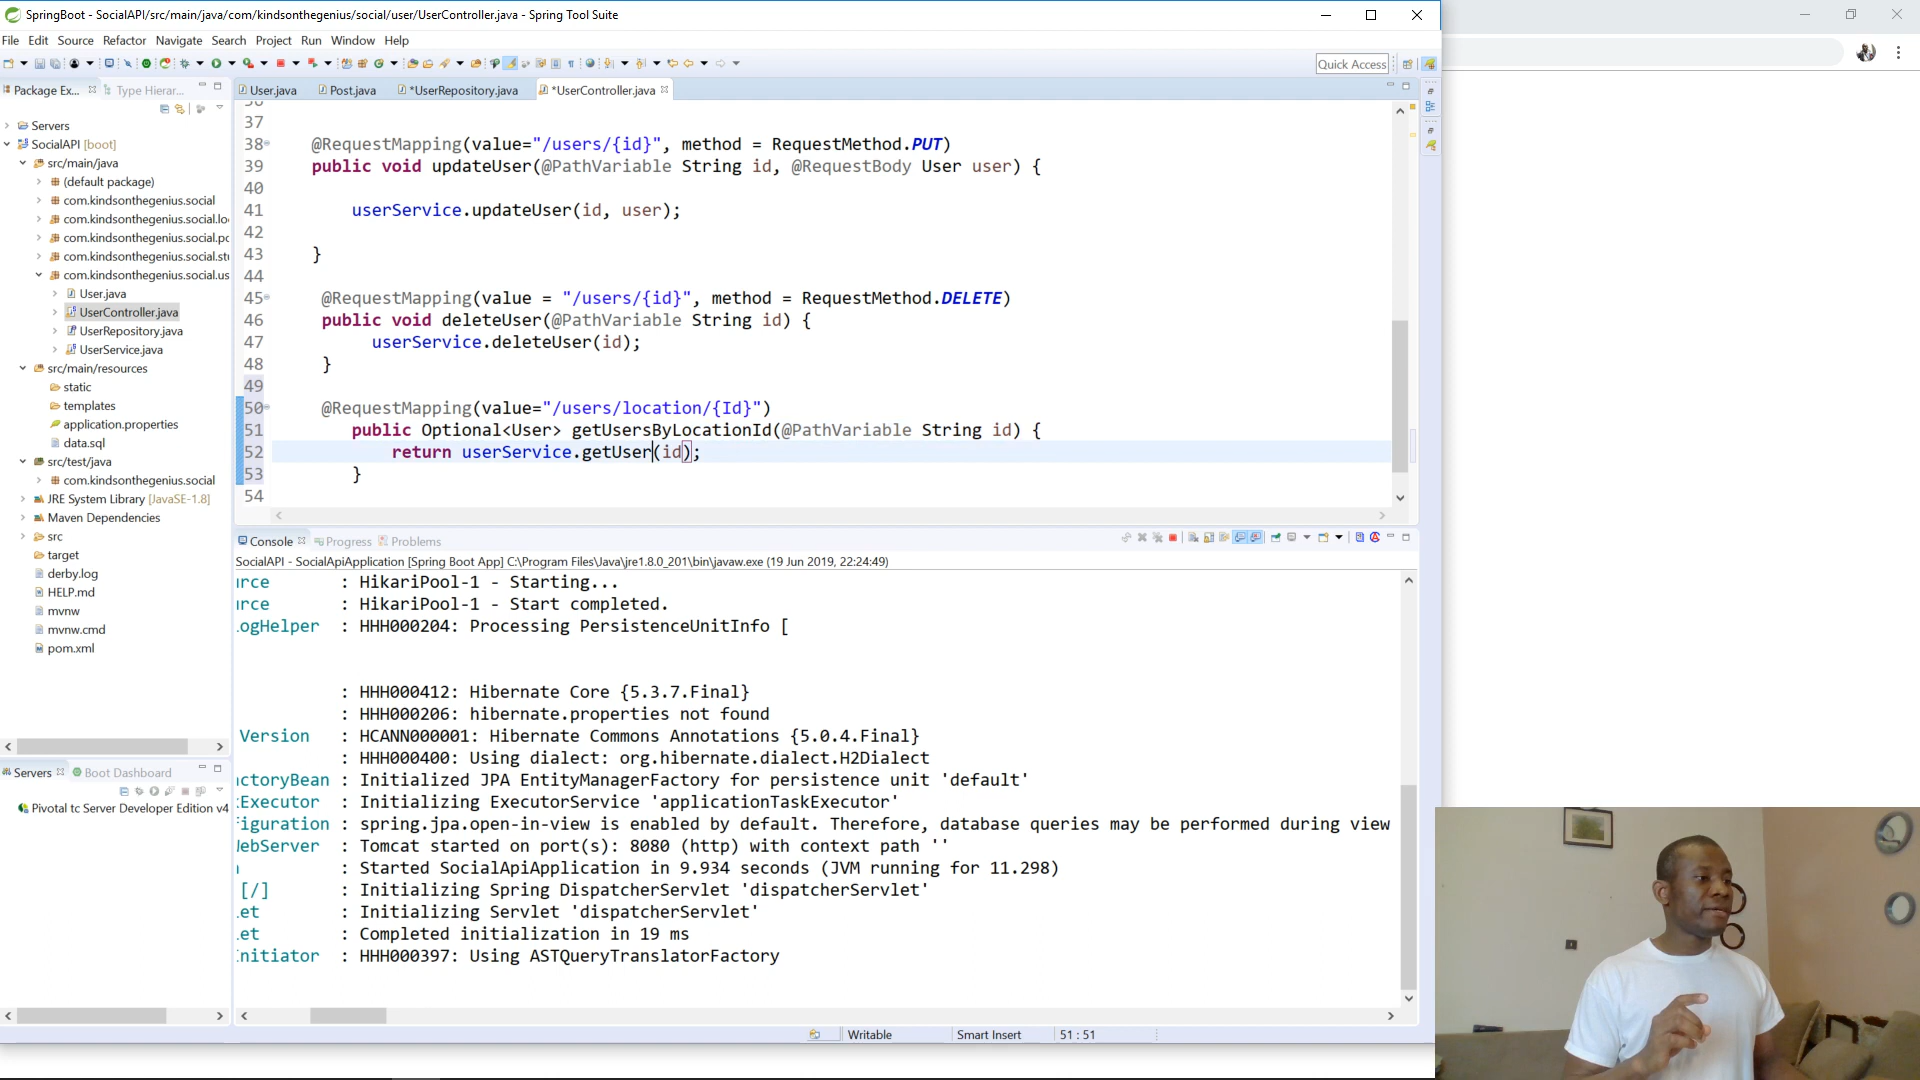 SpringBoot - SocialAPI/src/main/java/com/kindsonthegenius/social/user/UserController.java - Spring Tool Suite
File Edit Source Refactor Navigate Search Project Run Window Help
Quick Access
Package Ex... Type Hierar...
Servers
SocialAPI [boot]
src/main/java
(default package)
com.kindsonthegenius.social
com.kindsonthegenius.social.lo
com.kindsonthegenius.social.po
com.kindsonthegenius.social.stu
com.kindsonthegenius.social.us
User.java
UserController.java
UserRepository.java
UserService.java
src/main/resources
static
templates
application.properties
data.sql
src/test/java
com.kindsonthegenius.social
JRE System Library [JavaSE-1.8]
Maven Dependencies
src
target
derby.log
HELP.md
mvnw
mvnw.cmd
pom.xml
Servers Boot Dashboard
Pivotal tc Server Developer Edition v4
User.java Post.java *UserRepository.java *UserController.java
36
37
38 @RequestMapping(value="/users/{id}", method = RequestMethod.PUT)
39 public void updateUser(@PathVariable String id, @RequestBody User user) {
40
41 userService.updateUser(id, user);
42
43 }
44
45 @RequestMapping(value = "/users/{id}", method = RequestMethod.DELETE)
46 public void deleteUser(@PathVariable String id) {
47 userService.deleteUser(id);
48 }
49
50 @RequestMapping(value="/users/location/{Id}")
51 public Optional<User> getUsersByLocationId(@PathVariable String id) {
52 return userService.getUser(id);
53 }
54
Console Progress Problems
SocialAPI - SocialApiApplication [Spring Boot App] C:\Program Files\Java\jre1.8.0_201\bin\javaw.exe (19 Jun 2019, 22:24:49)
urce : HikariPool-1 - Starting...
urce : HikariPool-1 - Start completed.
.ogHelper : HHH000204: Processing PersistenceUnitInfo [
: HHH000412: Hibernate Core {5.3.7.Final}
: HHH000206: hibernate.properties not found
Version : HCANN000001: Hibernate Commons Annotations {5.0.4.Final}
: HHH000400: Using dialect: org.hibernate.dialect.H2Dialect
ctoryBean : Initialized JPA EntityManagerFactory for persistence unit 'default'
Executor : Initializing ExecutorService 'applicationTaskExecutor'
figuration : spring.jpa.open-in-view is enabled by default. Therefore, database queries may be performed during view
WebServer : Tomcat started on port(s): 8080 (http) with context path ''
: Started SocialApiApplication in 9.934 seconds (JVM running for 11.298)
[/] : Initializing Spring DispatcherServlet 'dispatcherServlet'
let : Initializing Servlet 'dispatcherServlet'
let : Completed initialization in 19 ms
nitiator : HHH000397: Using ASTQueryTranslatorFactory
Writable Smart Insert 51 : 51